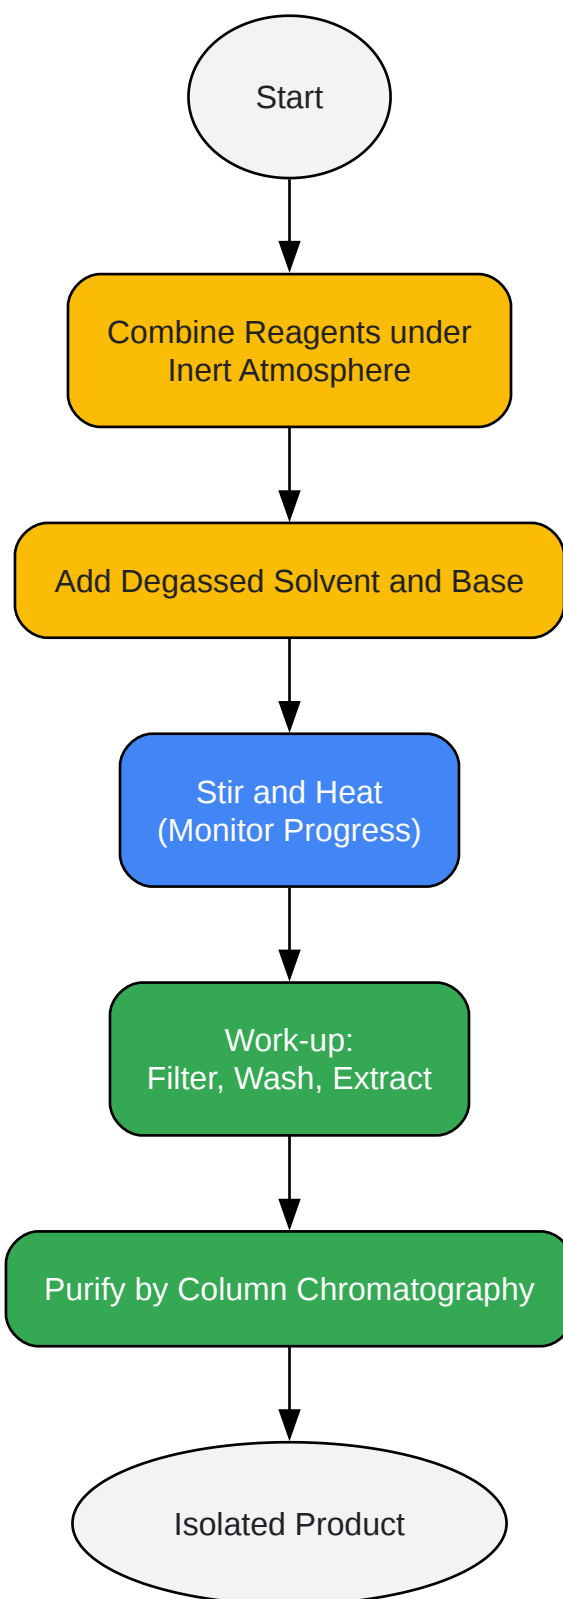 Start
Combine Reagents under
Inert Atmosphere
Add Degassed Solvent and Base
Stir and Heat
(Monitor Progress)
Work-up:
Filter, Wash, Extract
Purify by Column Chromatography
Isolated Product